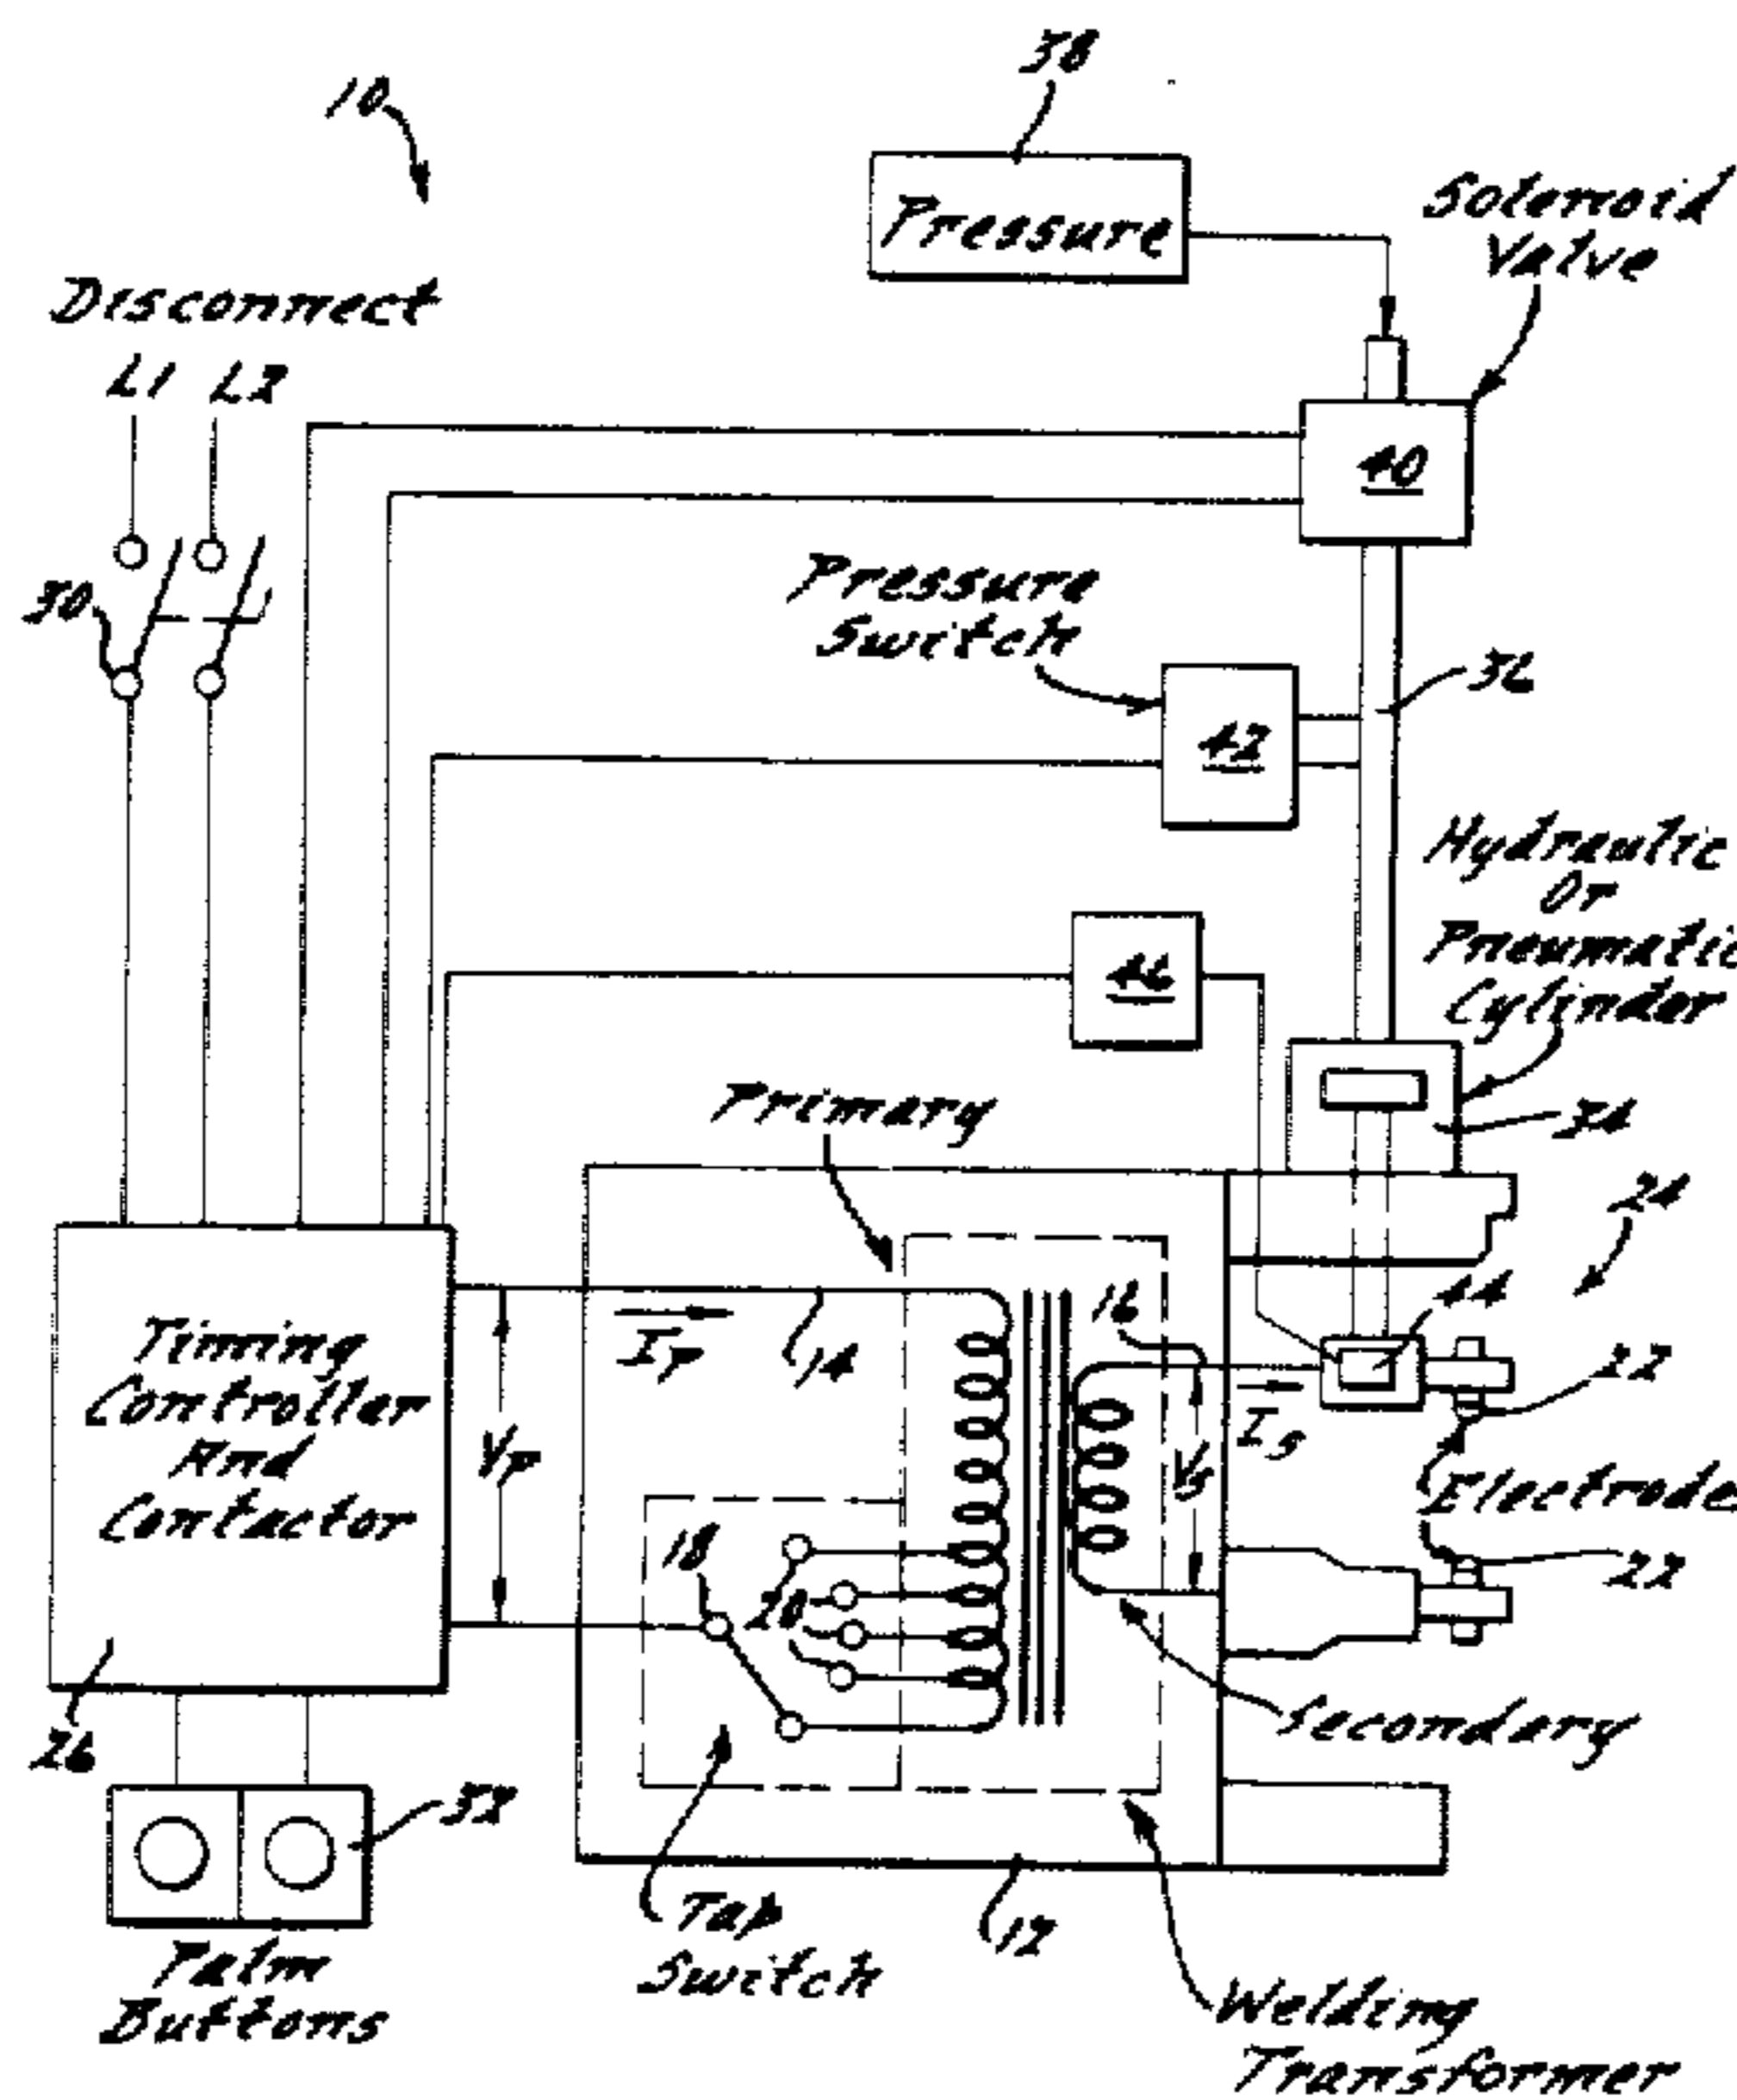 38
10
Pressure
Solenoid
Valve
Disconnect
L1 L2
40
30
Pressure
Switch
36
42
Hydraulic
Or
Pneumatic
Cylinder
46
Primary
34
24
44
16
Timing
Controller
And
Contactor
Ip
14
22
Is
Vp
Vs
Electrode
18
20
22
Secondary
26
32
Tap
Switch
12
Palm
Buttons
Welding
Transformer